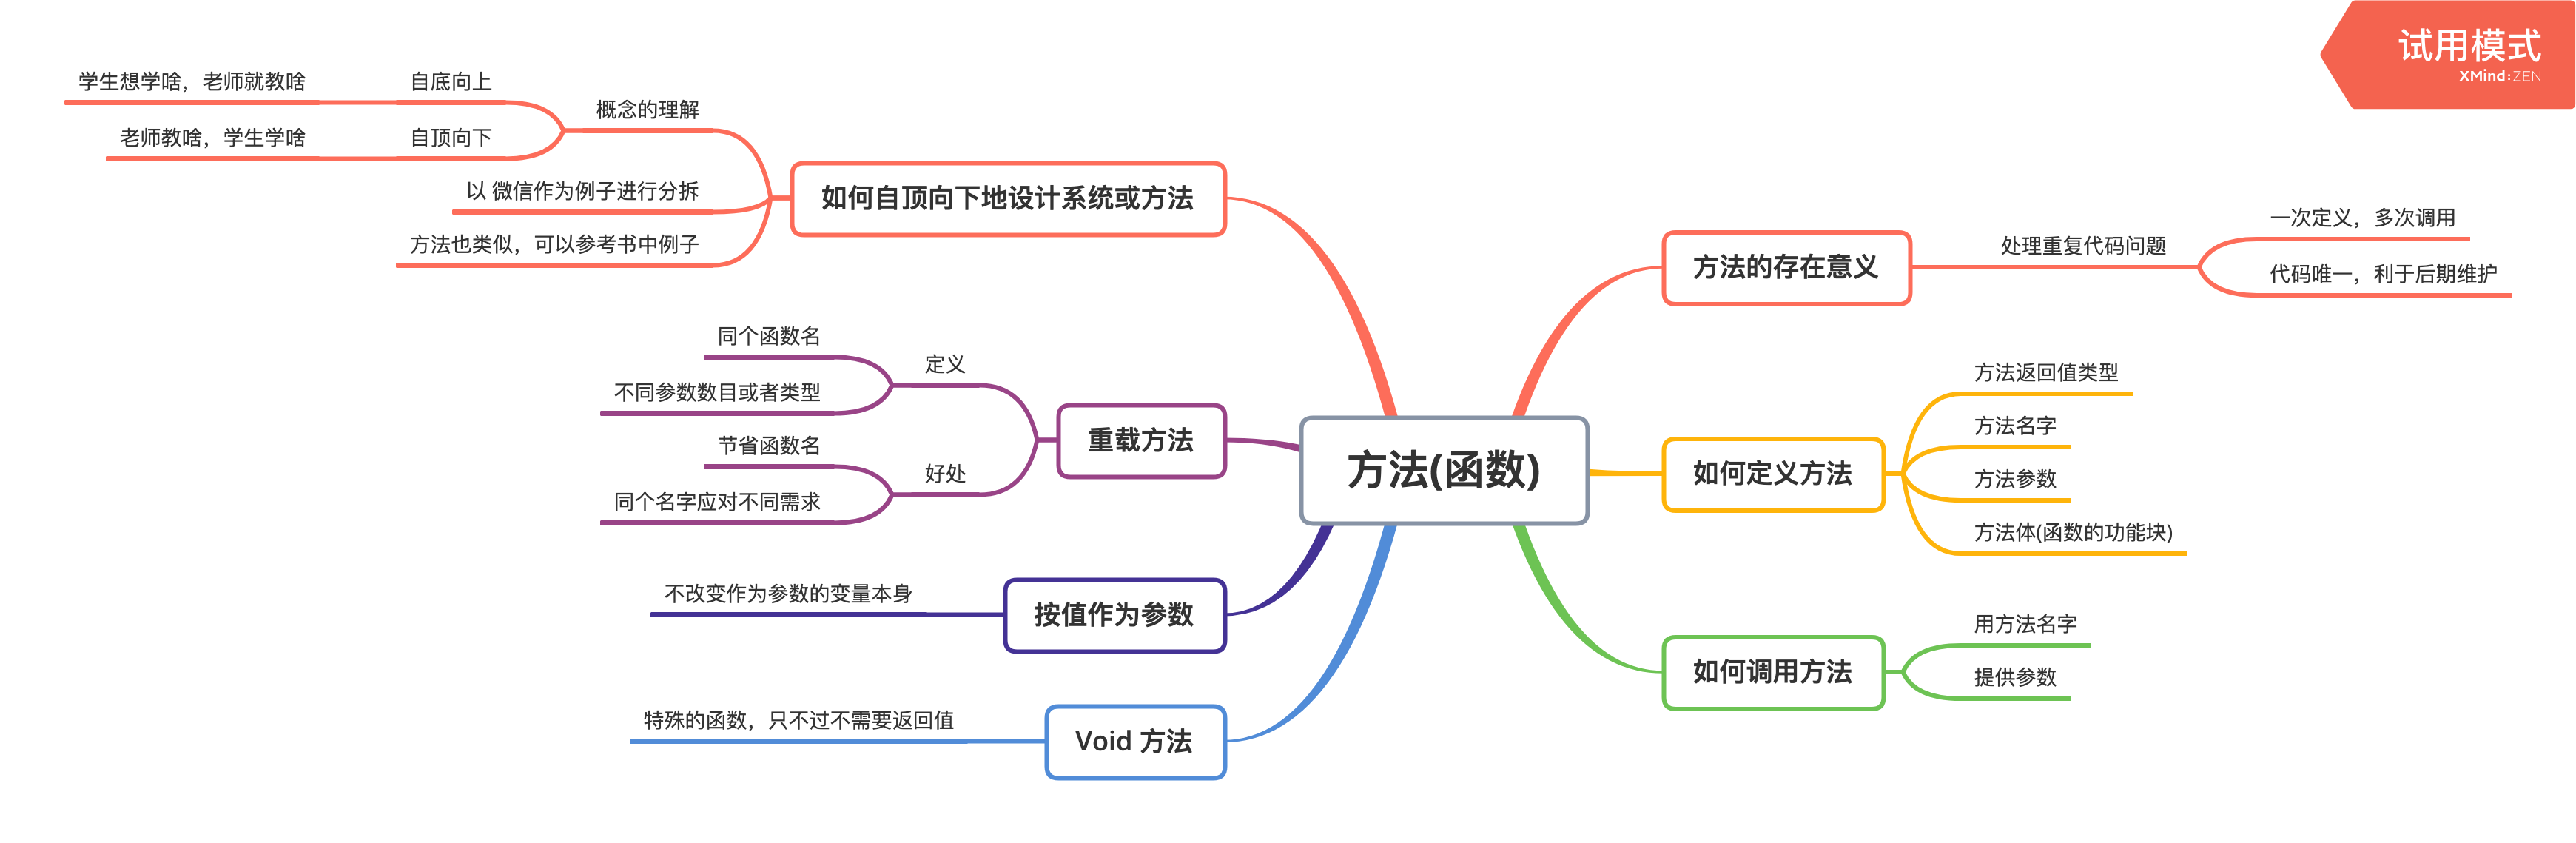 试用模式
XMind:ZEN
方法(函数)
方法的存在意义
处理重复代码问题
一次定义，多次调用
代码唯一，利于后期维护
如何定义方法
方法返回值类型
方法名字
方法参数
方法体(函数的功能块)
如何调用方法
用方法名字
提供参数
如何自顶向下地设计系统或方法
概念的理解
自底向上
学生想学啥，老师就教啥
自顶向下
老师教啥，学生学啥
以 微信作为例子进行分拆
方法也类似，可以参考书中例子
重载方法
定义
同个函数名
不同参数数目或者类型
好处
节省函数名
同个名字应对不同需求
按值作为参数
不改变作为参数的变量本身
Void 方法
特殊的函数，只不过不需要返回值